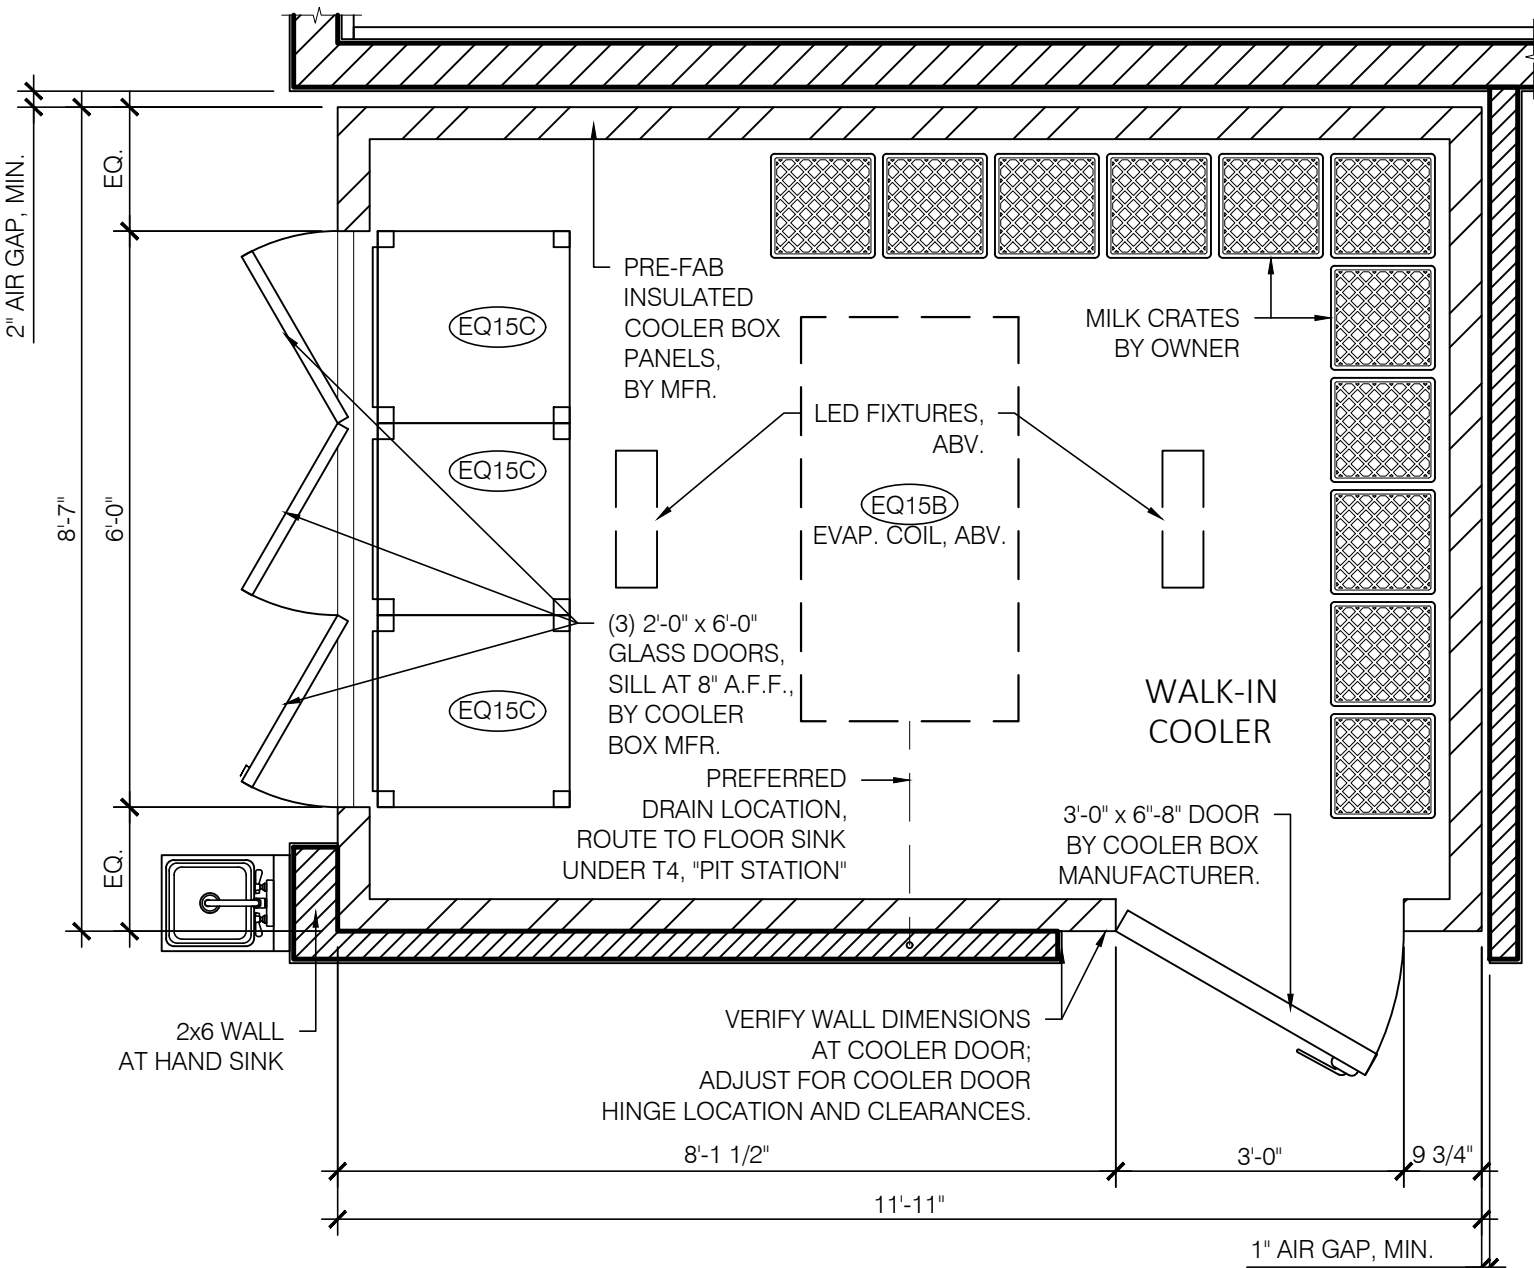 2" AIR GAP, MIN.
8'-7"
EQ.
6'-0"
EQ.
EQ15C
EQ15C
EQ15C
PRE-FAB
INSULATED
COOLER BOX
PANELS,
BY MFR.
MILK CRATES
BY OWNER
LED FIXTURES,
ABV.
EQ15B
EVAP. COIL, ABV.
(3) 2'-0" x 6'-0"
GLASS DOORS,
SILL AT 8" A.F.F.,
BY COOLER
BOX MFR.
WALK-IN
COOLER
PREFERRED
DRAIN LOCATION,
ROUTE TO FLOOR SINK
UNDER T4, "PIT STATION"
3'-0" x 6"-8" DOOR
BY COOLER BOX
MANUFACTURER.
2x6 WALL
AT HAND SINK
VERIFY WALL DIMENSIONS
AT COOLER DOOR;
ADJUST FOR COOLER DOOR
HINGE LOCATION AND CLEARANCES.
8'-1 1/2"
3'-0"
9 3/4"
11'-11"
1" AIR GAP, MIN.